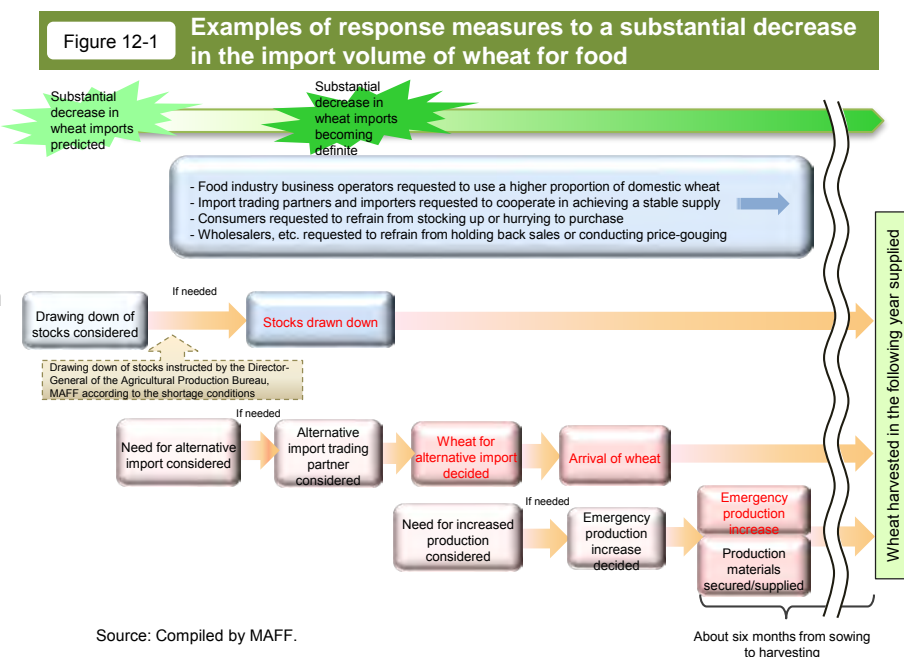 Figure 12-1
Examples of response measures to a substantial decrease
in the import volume of wheat for food
Substantial
decrease in
wheat imports
predicted
Substantial
decrease in
wheat imports
becoming
definite
- Food industry business operators requested to use a higher proportion of domestic wheat
- Import trading partners and importers requested to cooperate in achieving a stable supply
- Consumers requested to refrain from stocking up or hurrying to purchase
- Wholesalers, etc. requested to refrain from holding back sales or conducting price-gouging
Drawing down of
stocks considered
If needed
Stocks drawn down
Drawing down of stocks instructed by the Director-
General of the Agricultural Production Bureau,
MAFF according to the shortage conditions
Need for alternative
import considered
If needed
Alternative
import trading
partner
considered
Wheat for
alternative import
decided
Arrival of wheat
Need for increased
production
considered
If needed
Emergency
production
increase
decided
Emergency
production
increase
Production
materials
secured/supplied
Wheat harvested in the following year supplied
About six months from sowing
to harvesting
Source: Compiled by MAFF.